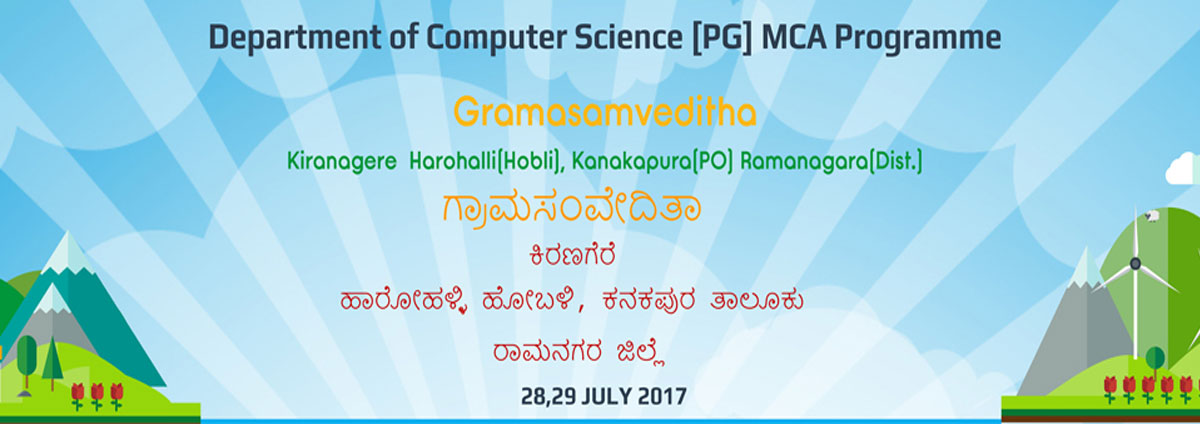 Department of Computer Science [PG] MCA Programme
Gramasamveditha
Kiranagere Harohalli(Hobli), Kanakapura(PO) Ramanagara(Dist.)
ಗ್ರಾಮಸಂವೇದಿತಾ
ಕಿರಣಗೆರೆ
ಹಾರೋಹಳ್ಳಿ ಹೋಬಳಿ, ಕನಕಪುರ ತಾಲೂಕು
ರಾಮನಗರ ಜಿಲ್ಲೆ
28,29 JULY 2017